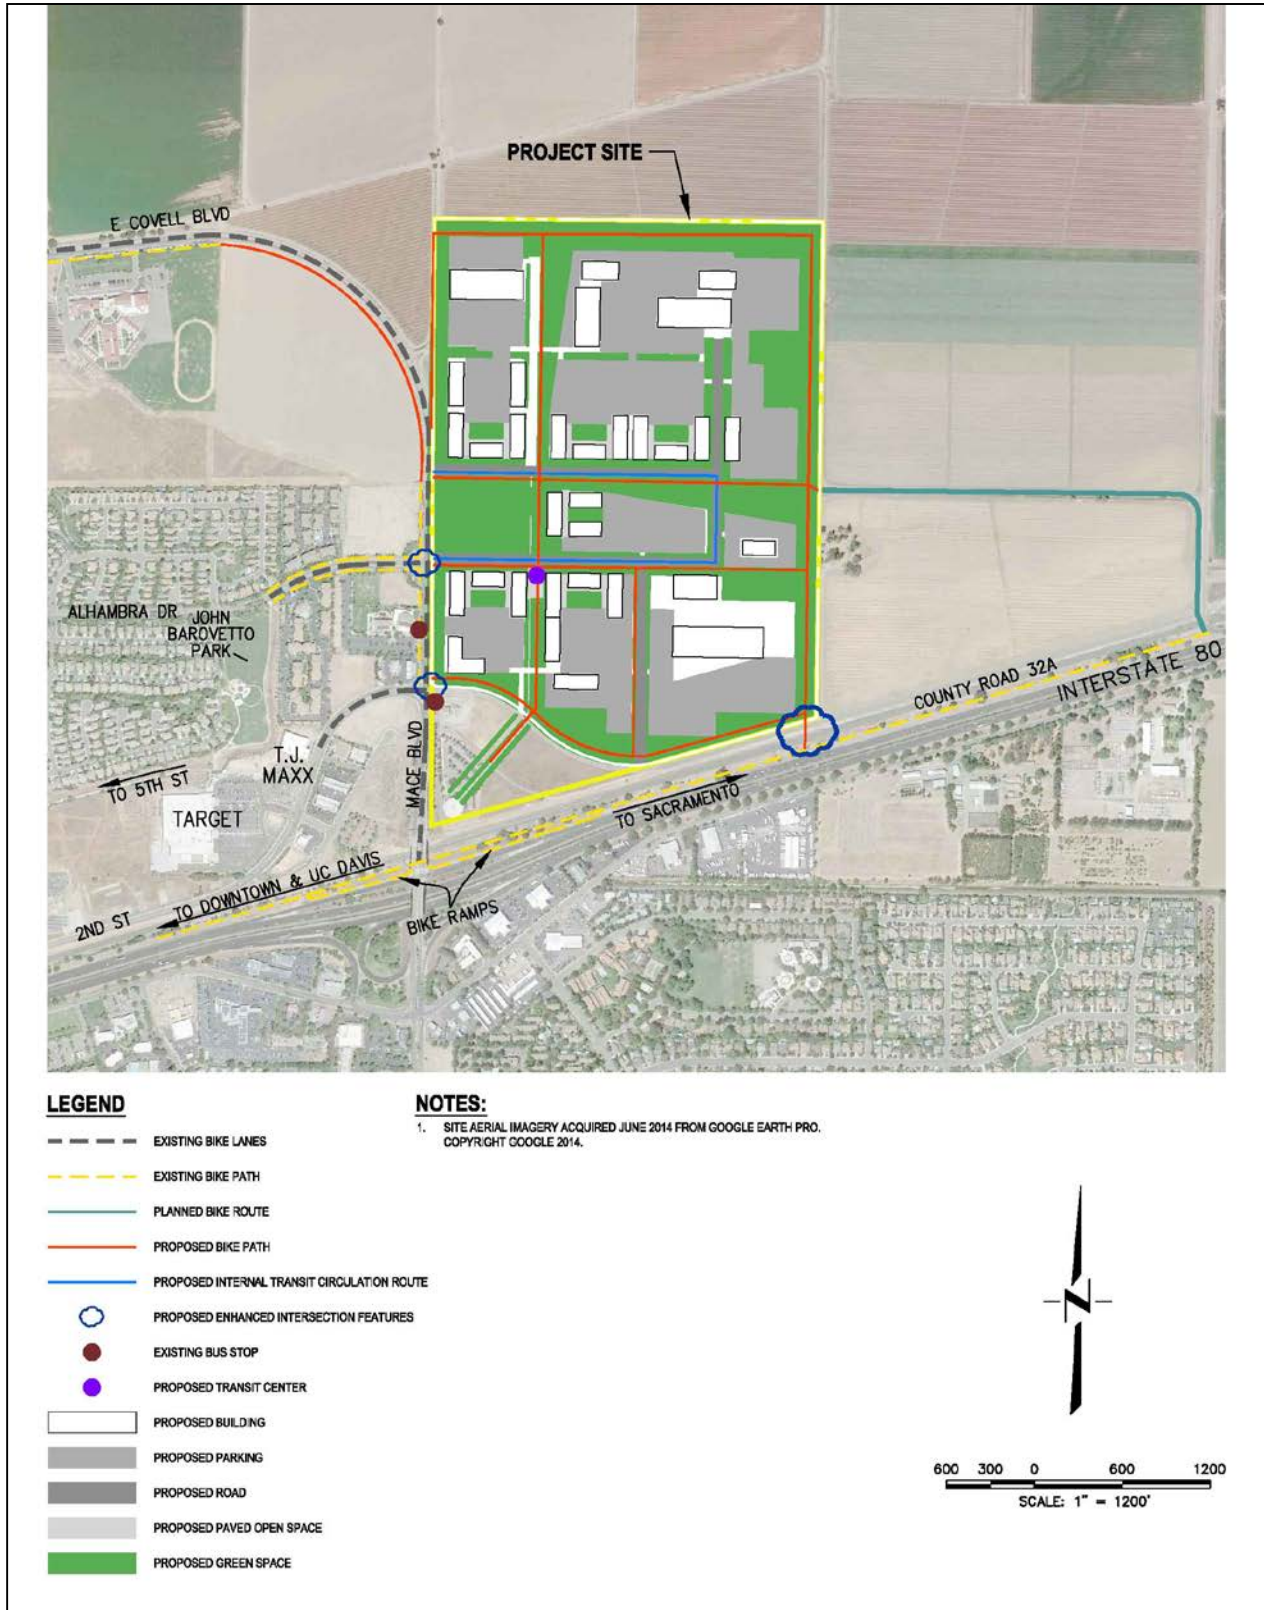 PROJECT SITE
E COVELL BLVD
ALHAMBRA DR
JOHN
BAROVETTO
PARK
COUNTY ROAD 32A
INTERSTATE 80
MACE BLVD
T.J.
MAXX
TO 5TH ST
TARGET
TO SACRAMENTO
TO DOWNTOWN & UC DAVIS
2ND ST
BIKE RAMPS
LEGEND
EXISTING BIKE LANES
EXISTING BIKE PATH
PLANNED BIKE ROUTE
PROPOSED BIKE PATH
PROPOSED INTERNAL TRANSIT CIRCULATION ROUTE
PROPOSED ENHANCED INTERSECTION FEATURES
EXISTING BUS STOP
PROPOSED TRANSIT CENTER
PROPOSED BUILDING
PROPOSED PARKING
PROPOSED ROAD
PROPOSED PAVED OPEN SPACE
PROPOSED GREEN SPACE
NOTES:
1. SITE AERIAL IMAGERY ACQUIRED JUNE 2014 FROM GOOGLE EARTH PRO.
COPYRIGHT GOOGLE 2014.
N
600 300 0 600 1200
SCALE: 1" = 1200'